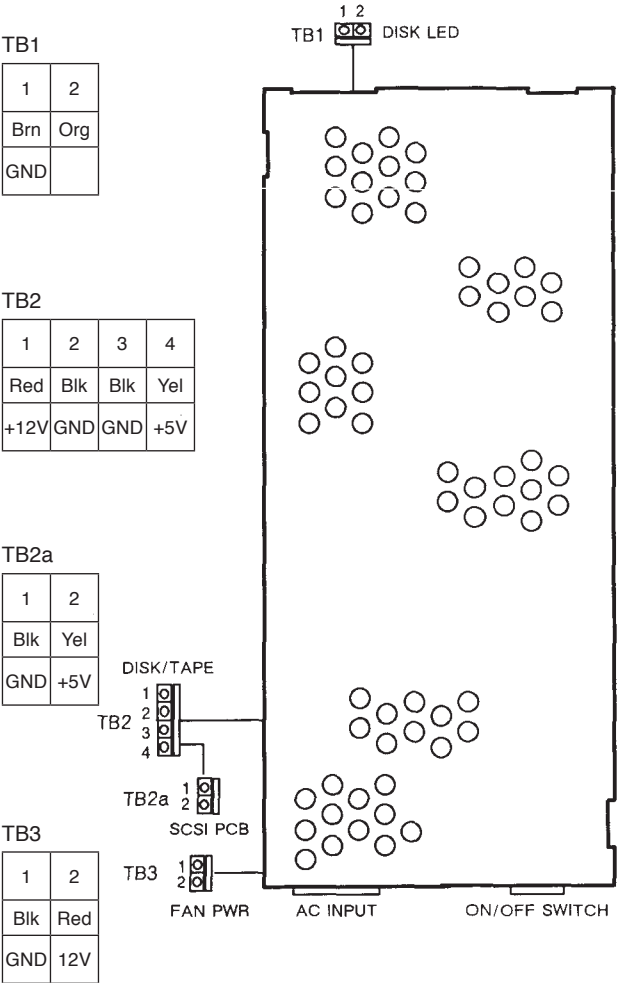 1 2
TB1 DISK LED
TB1
1 2
Brn Org
GND
TB2
1 2 3 4
Red Blk Blk Yel
+12V GND GND +5V
TB2a
1 2
Blk Yel
GND +5V
DISK/TAPE
TB2
1
2
3
4
TB2a
1
2
SCSI PCB
TB3
1 2
Blk Red
GND 12V
TB3
1
2
FAN PWR
AC INPUT
ON/OFF SWITCH